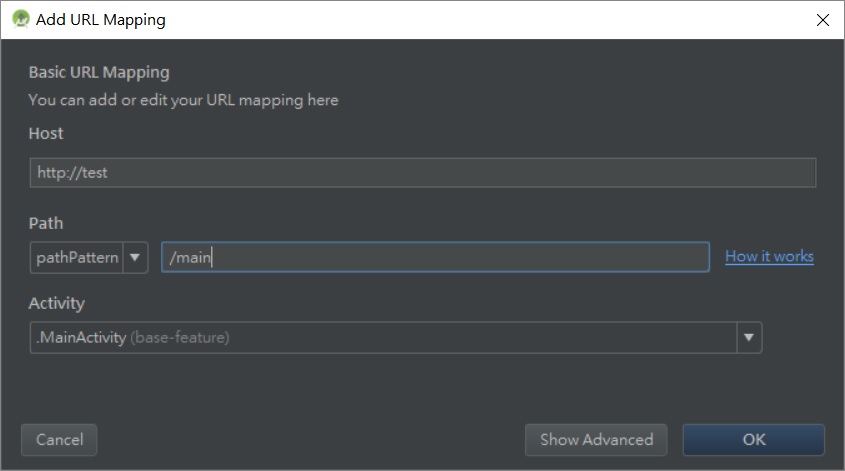 Add URL Mapping
Basic URL Mapping
You can add or edit your URL mapping here
Host
http://test
Path
pathPattern /main How it works
Activity
.MainActivity (base-feature)
Cancel Show Advanced OK